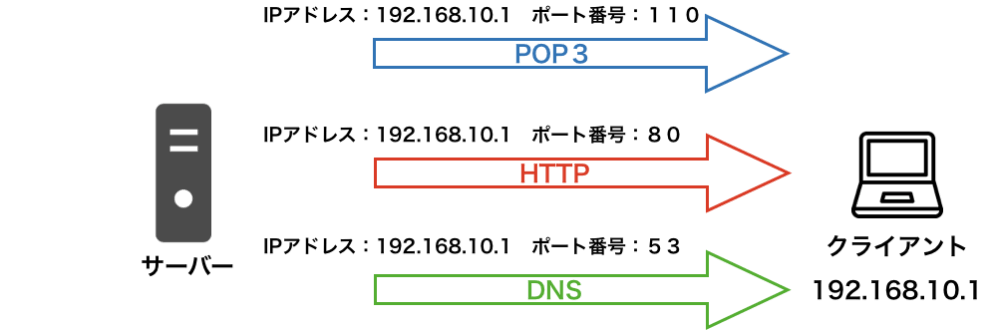 IPアドレス：192.168.10.1　ポート番号：１１０
POP３
IPアドレス：192.168.10.1　ポート番号：８０
HTTP
IPアドレス：192.168.10.1　ポート番号：５３
DNS
サーバー
クライアント
192.168.10.1